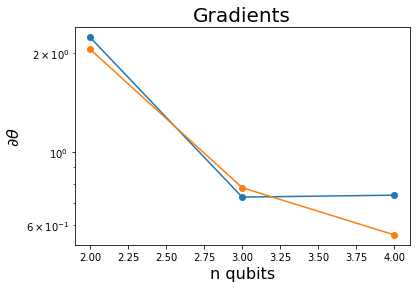 Gradients
2 × 10⁰
10⁰
6 × 10⁻¹
∂θ
2.00 2.25 2.50 2.75 3.00 3.25 3.50 3.75 4.00
n qubits